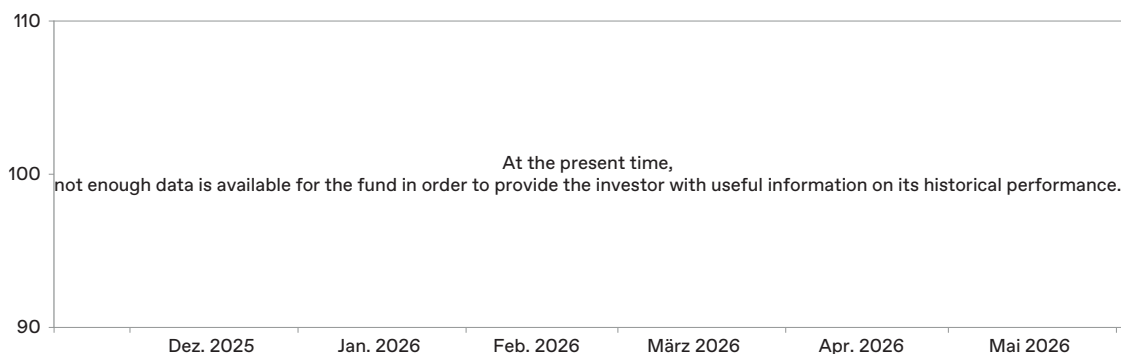 110
At the present time,
100
not enough data is available for the fund in order to provide the investor with useful information on its historical performance.
90
Dez. 2025 Jan. 2026 Feb. 2026 März 2026 Apr. 2026 Mai 2026